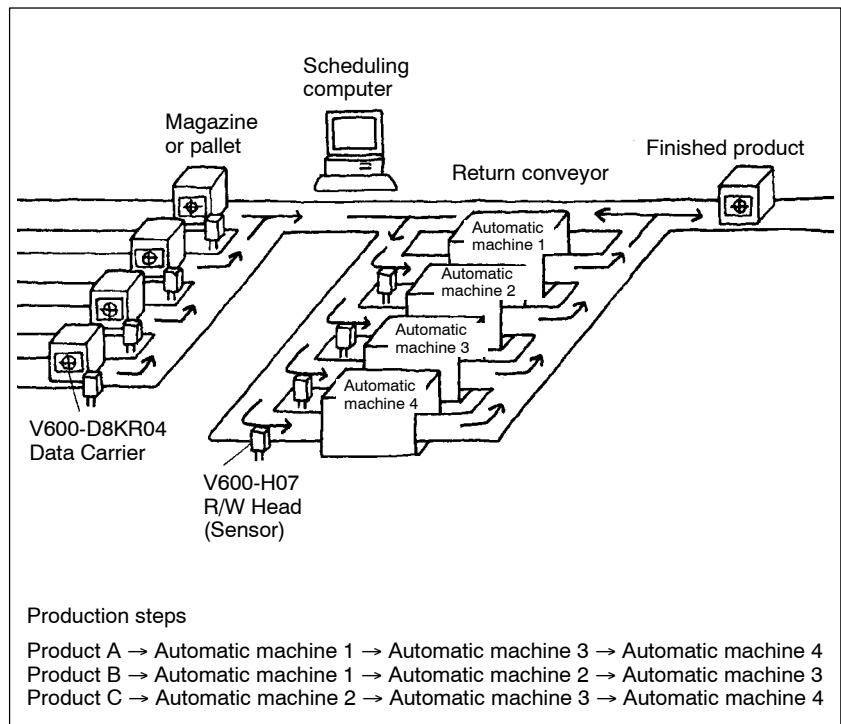 Scheduling
computer
Magazine
or pallet
Return conveyor
Finished product
Automatic
machine 1
Automatic
machine 2
Automatic
machine 3
Automatic
machine 4
V600-D8KR04
Data Carrier
V600-H07
R/W Head
(Sensor)
Production steps
Product A → Automatic machine 1 → Automatic machine 3 → Automatic machine 4
Product B → Automatic machine 1 → Automatic machine 2 → Automatic machine 3
Product C → Automatic machine 2 → Automatic machine 3 → Automatic machine 4